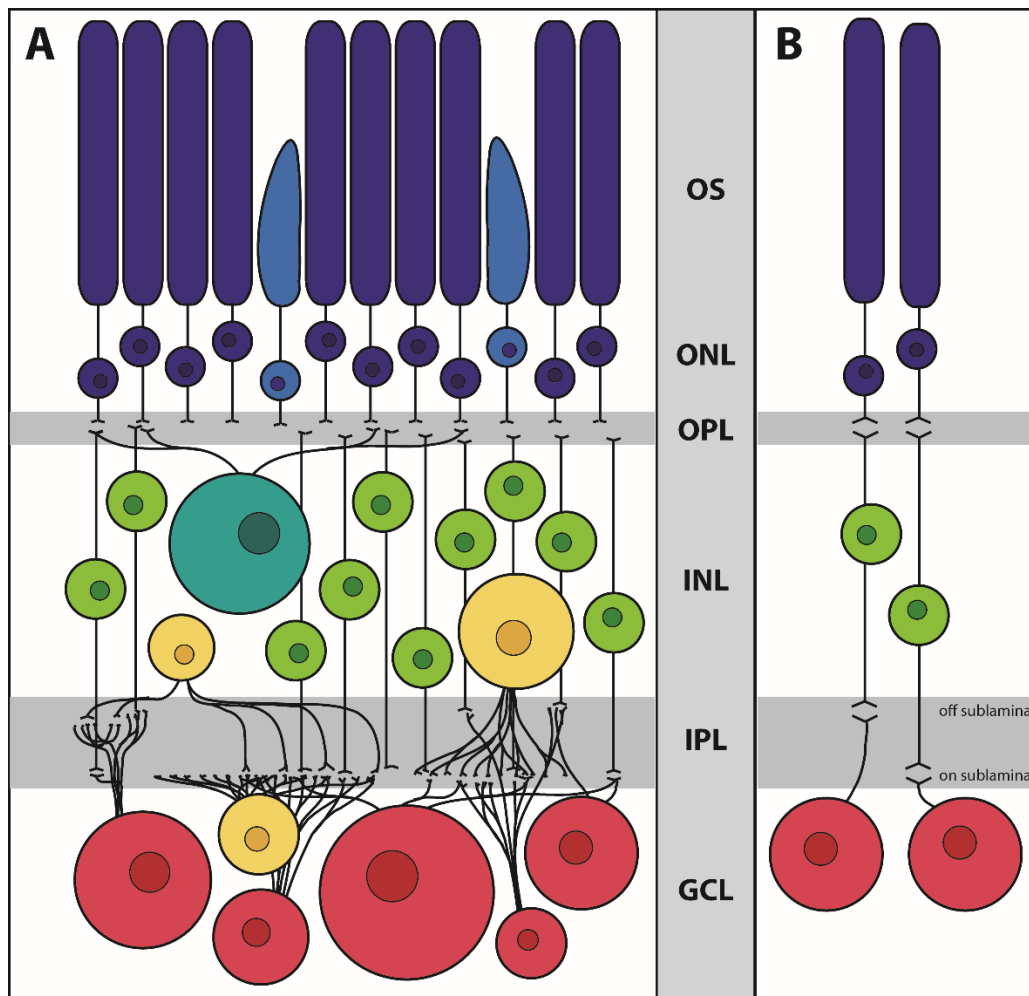 A
B
OS
ONL
OPL
INL
IPL
GCL
off sublamina
on sublamina